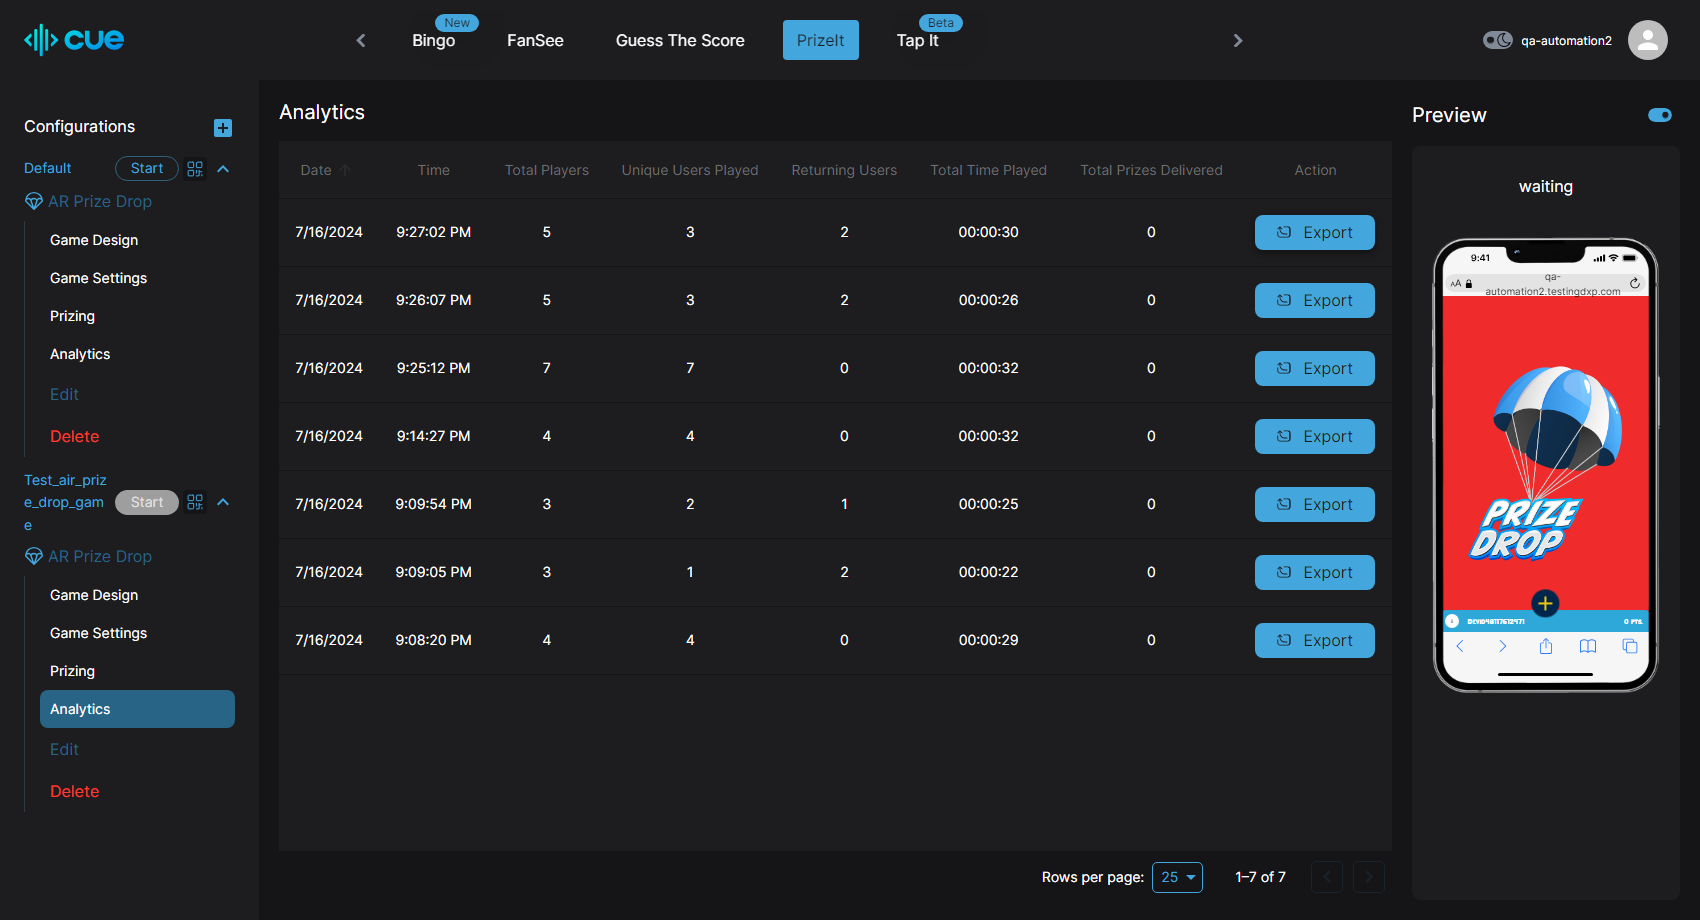 cue
New
Bingo
FanSee
Guess The Score
PrizeIt
Beta
Tap It
qa-automation2
Configurations
Default
Start
AR Prize Drop
Game Design
Game Settings
Prizing
Analytics
Edit
Delete
Test_air_priz
e_drop_gam
e
Start
AR Prize Drop
Game Design
Game Settings
Prizing
Analytics
Edit
Delete
Analytics
Date Time Total Players Unique Users Played Returning Users Total Time Played Total Prizes Delivered Action
7/16/2024 9:27:02 PM 5 3 2 00:00:30 0 Export
7/16/2024 9:26:07 PM 5 3 2 00:00:26 0 Export
7/16/2024 9:25:12 PM 7 7 0 00:00:32 0 Export
7/16/2024 9:14:27 PM 4 4 0 00:00:32 0 Export
7/16/2024 9:09:54 PM 3 2 1 00:00:25 0 Export
7/16/2024 9:09:05 PM 3 1 2 00:00:22 0 Export
7/16/2024 9:08:20 PM 4 4 0 00:00:29 0 Export
Rows per page: 25 1–7 of 7
Preview
waiting
9:41
AA
qa-
automation2.testingdxp.com
PRIZE
DROP
0 PTS.